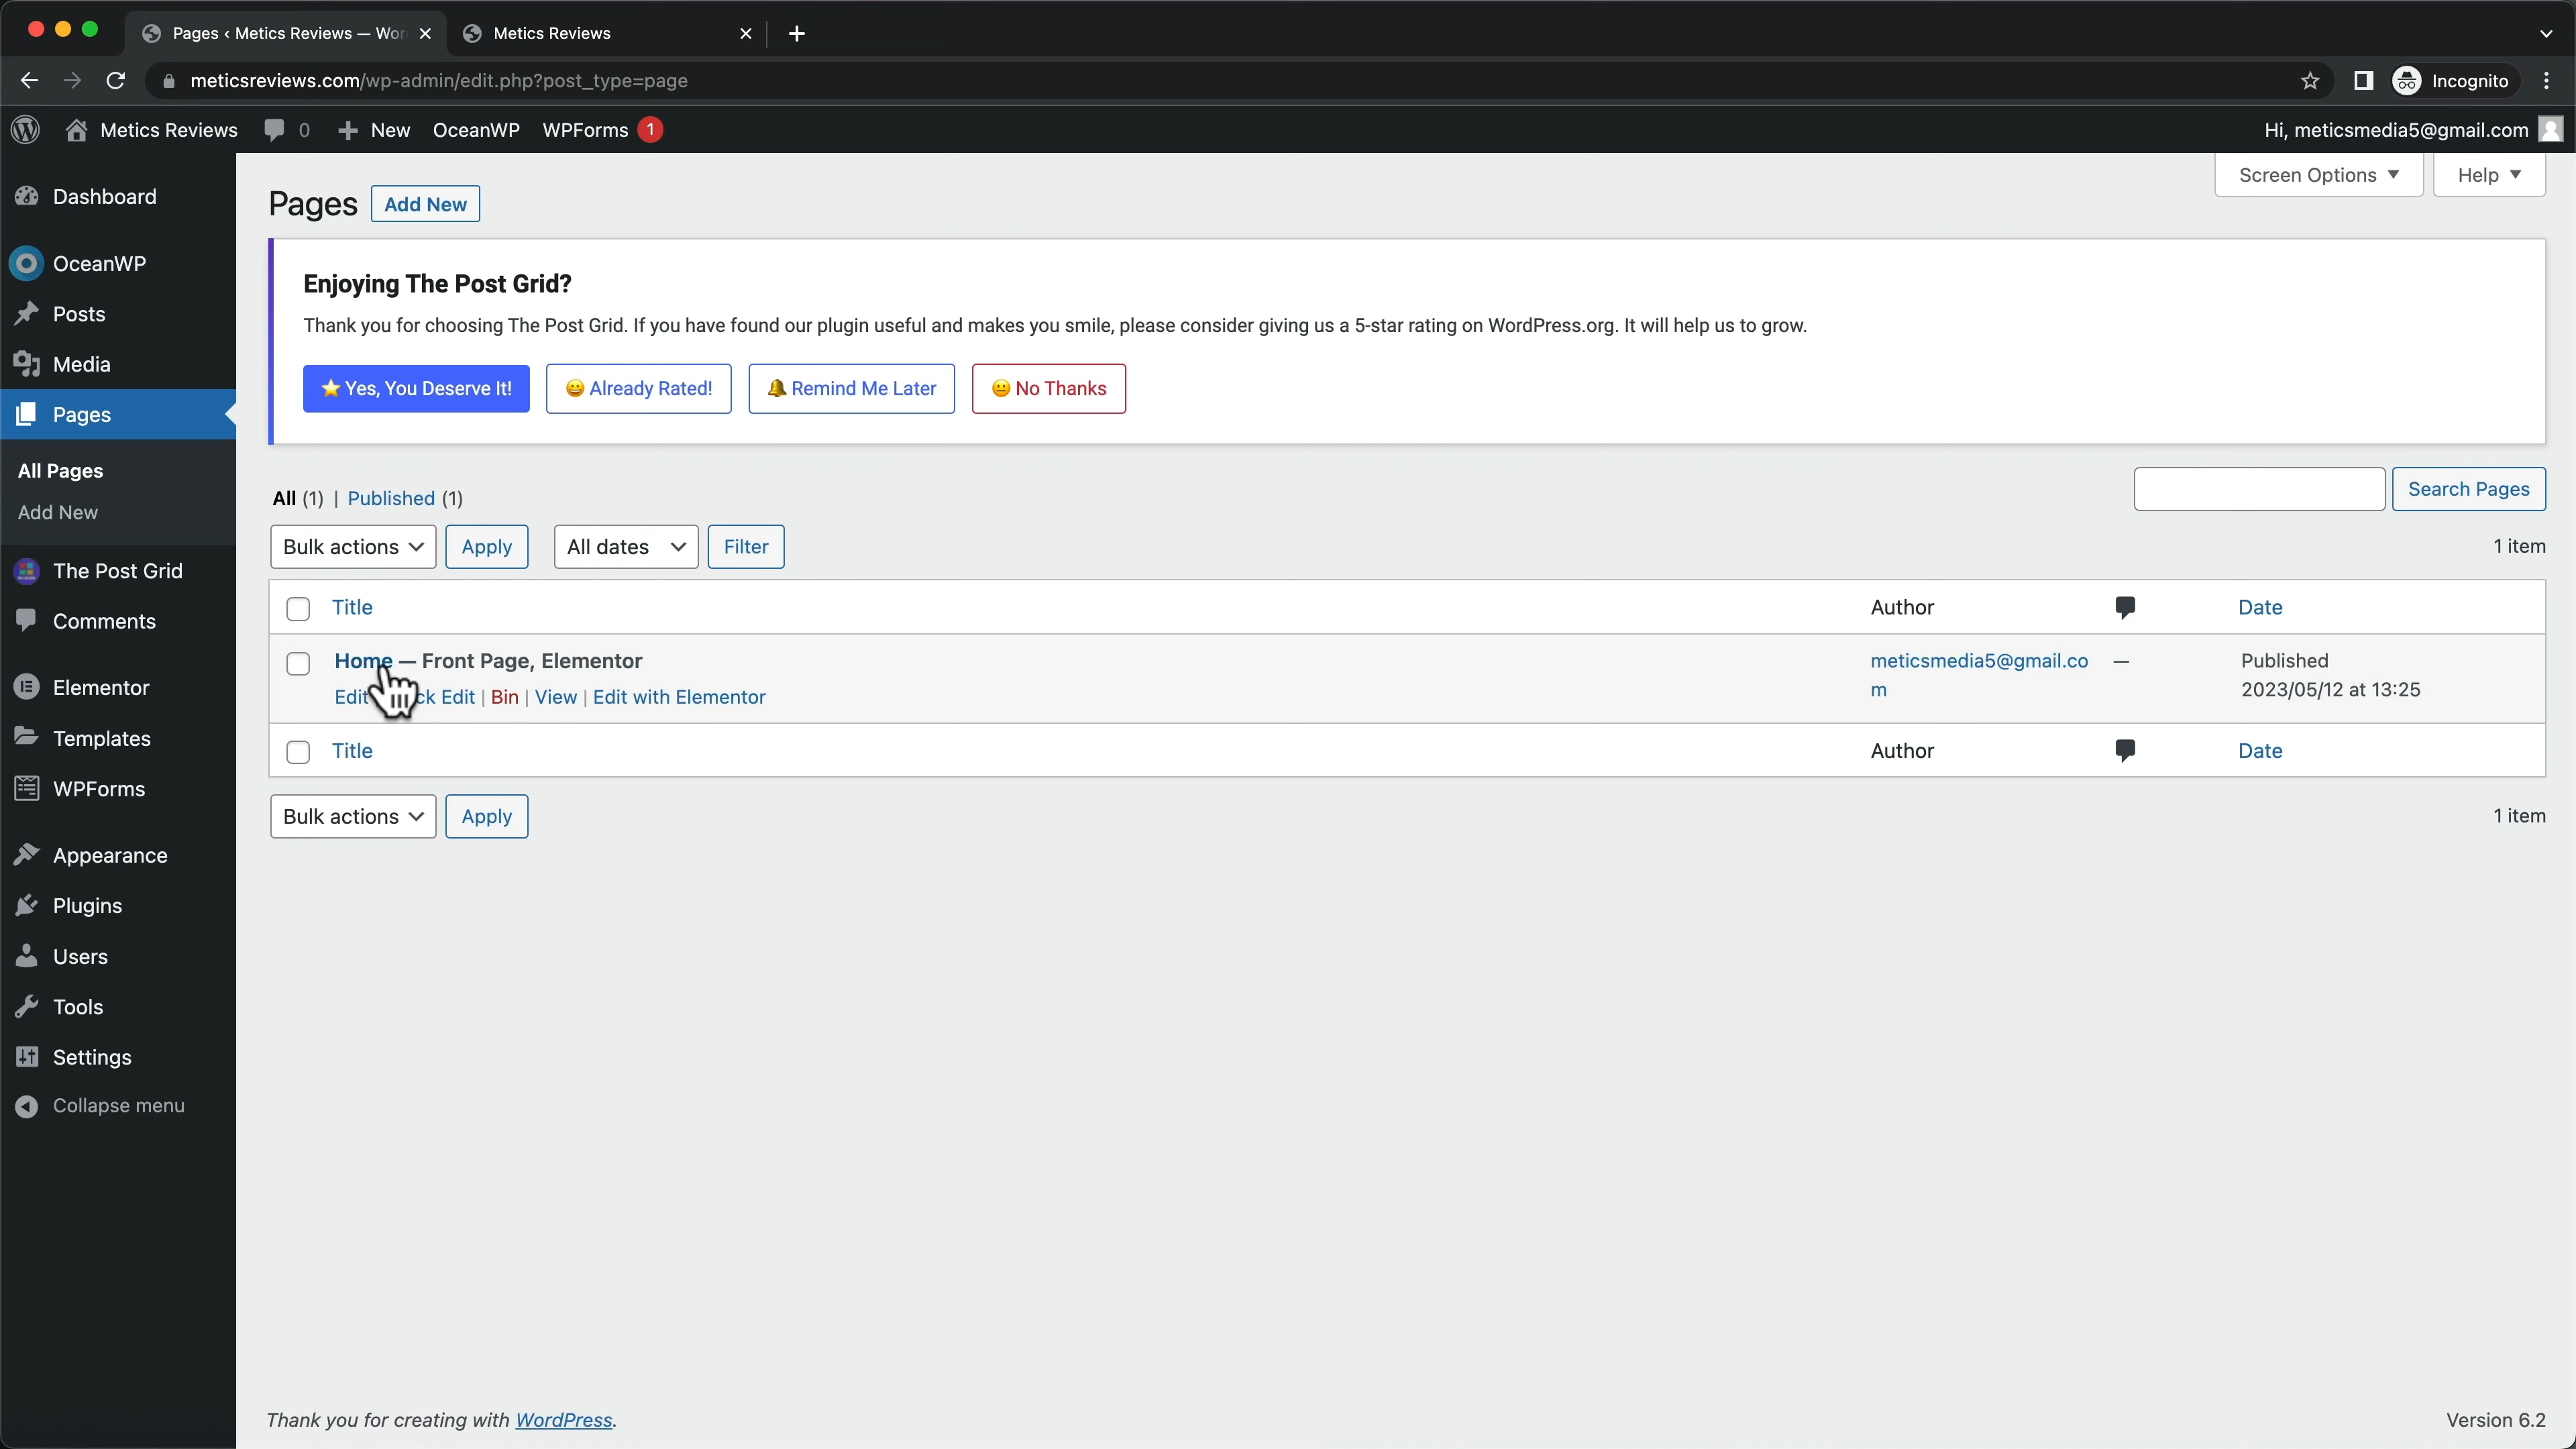 Pages ‹ Metics Reviews — Wor
Metics Reviews
meticsreviews.com/wp-admin/edit.php?post_type=page
Incognito
Metics Reviews
0
New
OceanWP
WPForms
1
Hi, meticsmedia5@gmail.com
Dashboard
OceanWP
Posts
Media
Pages
All Pages
Add New
The Post Grid
Comments
Elementor
Templates
WPForms
Appearance
Plugins
Users
Tools
Settings
Collapse menu
Screen Options
Help
Pages
Add New
Enjoying The Post Grid?
Thank you for choosing The Post Grid. If you have found our plugin useful and makes you smile, please consider giving us a 5-star rating on WordPress.org. It will help us to grow.
⭐ Yes, You Deserve It!
😀 Already Rated!
🔔 Remind Me Later
😐 No Thanks
All (1) | Published (1)
Search Pages
Bulk actions
Apply
All dates
Filter
1 item
Title
Author
Date
Home — Front Page, Elementor
Edit ck Edit | Bin | View | Edit with Elementor
meticsmedia5@gmail.co
m
—
Published
2023/05/12 at 13:25
Title
Author
Date
Bulk actions
Apply
1 item
Thank you for creating with WordPress.
Version 6.2